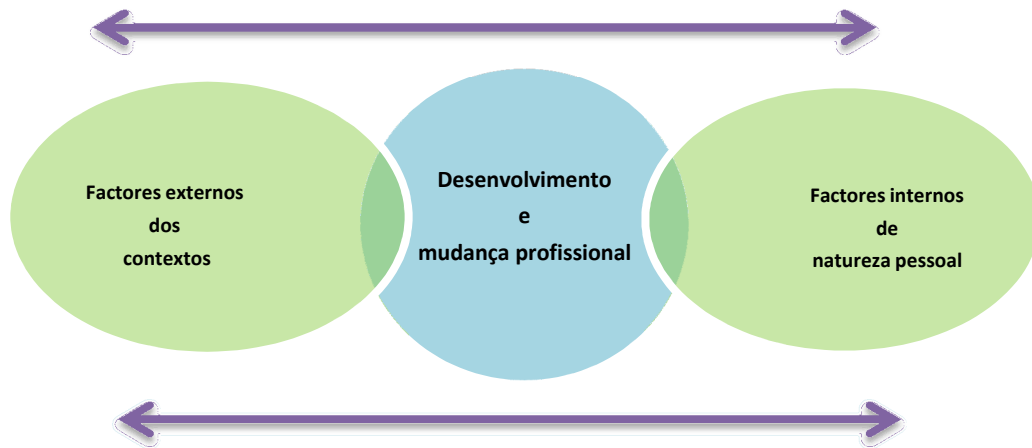 Factores externos
dos
contextos
Desenvolvimento
e
mudança profissional
Factores internos
de
natureza pessoal